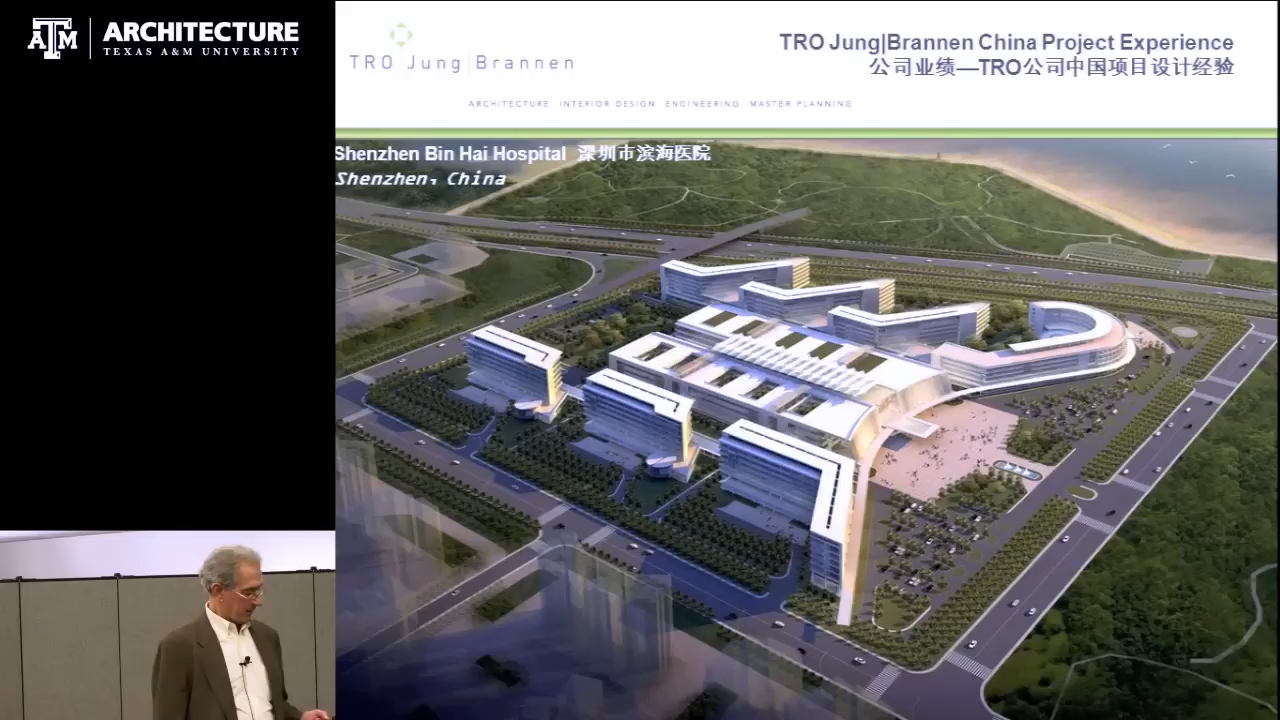 ATM
ARCHITECTURE
TEXAS A&M UNIVERSITY
TRO Jung|Brannen
TRO Jung|Brannen China Project Experience
公司业绩—TRO公司中国项目设计经验
ARCHITECTURE INTERIOR DESIGN ENGINEERING MASTER PLANNING
Shenzhen Bin Hai Hospital 深圳市滨海医院
Shenzhen, China